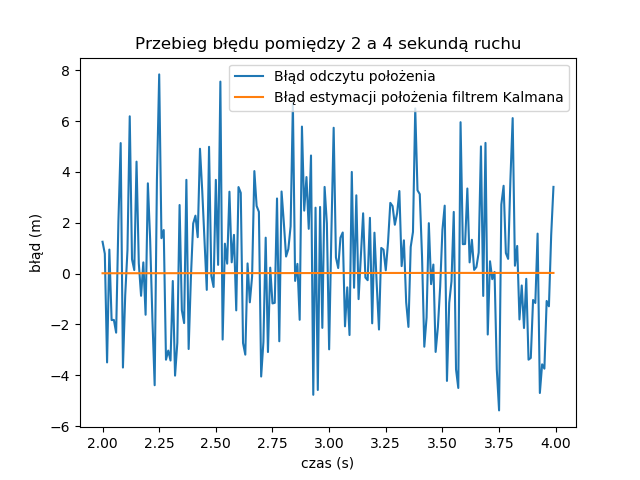 Przebieg błędu pomiędzy 2 a 4 sekundą ruchu
Błąd odczytu położenia
Błąd estymacji położenia filtrem Kalmana
błąd (m)
8
6
4
2
0
−2
−4
−6
2.00 2.25 2.50 2.75 3.00 3.25 3.50 3.75 4.00
czas (s)